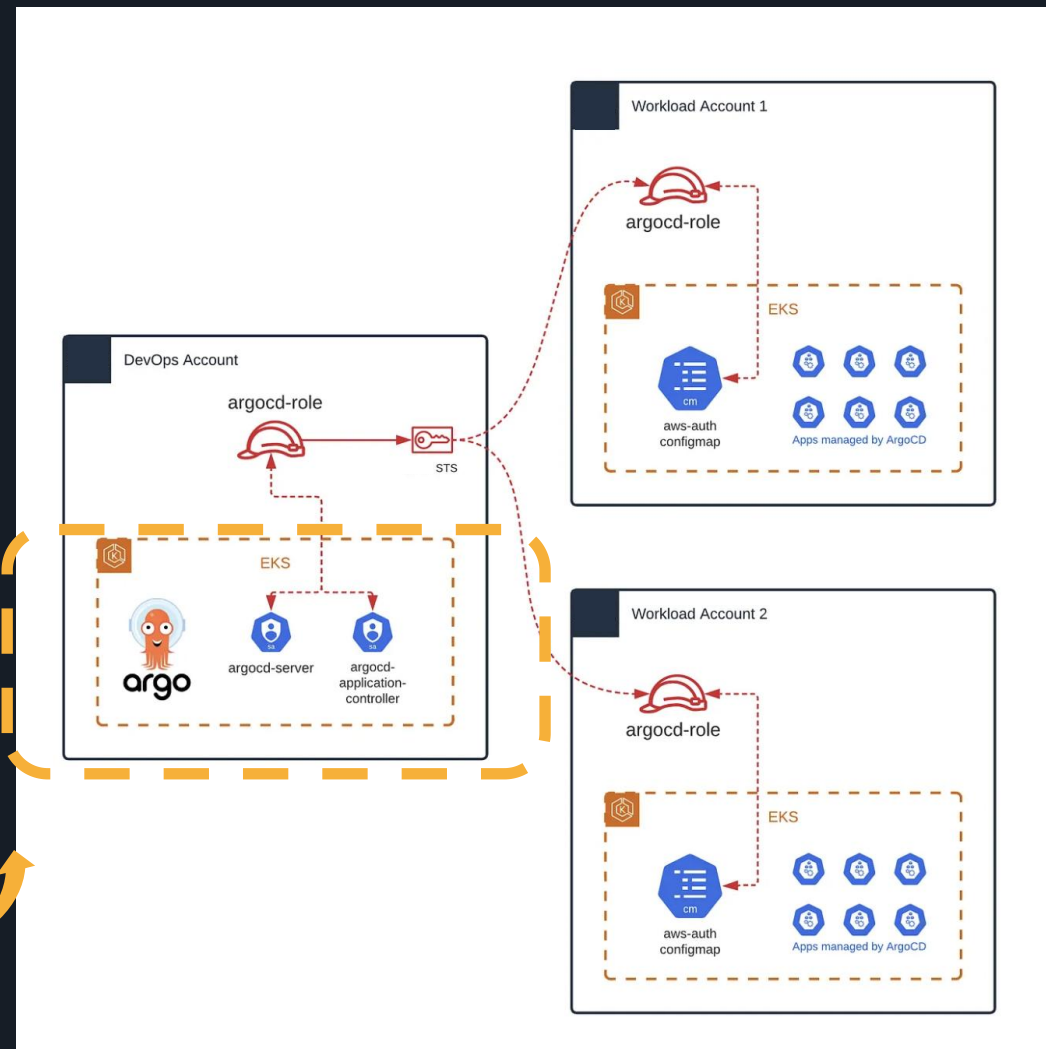 Workload Account 1
argocd-role
EKS
cm
aws-auth
configmap
Apps managed by ArgoCD
DevOps Account
argocd-role
STS
EKS
argo
sa
argocd-server
sa
argocd-
application-
controller
Workload Account 2
argocd-role
EKS
cm
aws-auth
configmap
Apps managed by ArgoCD